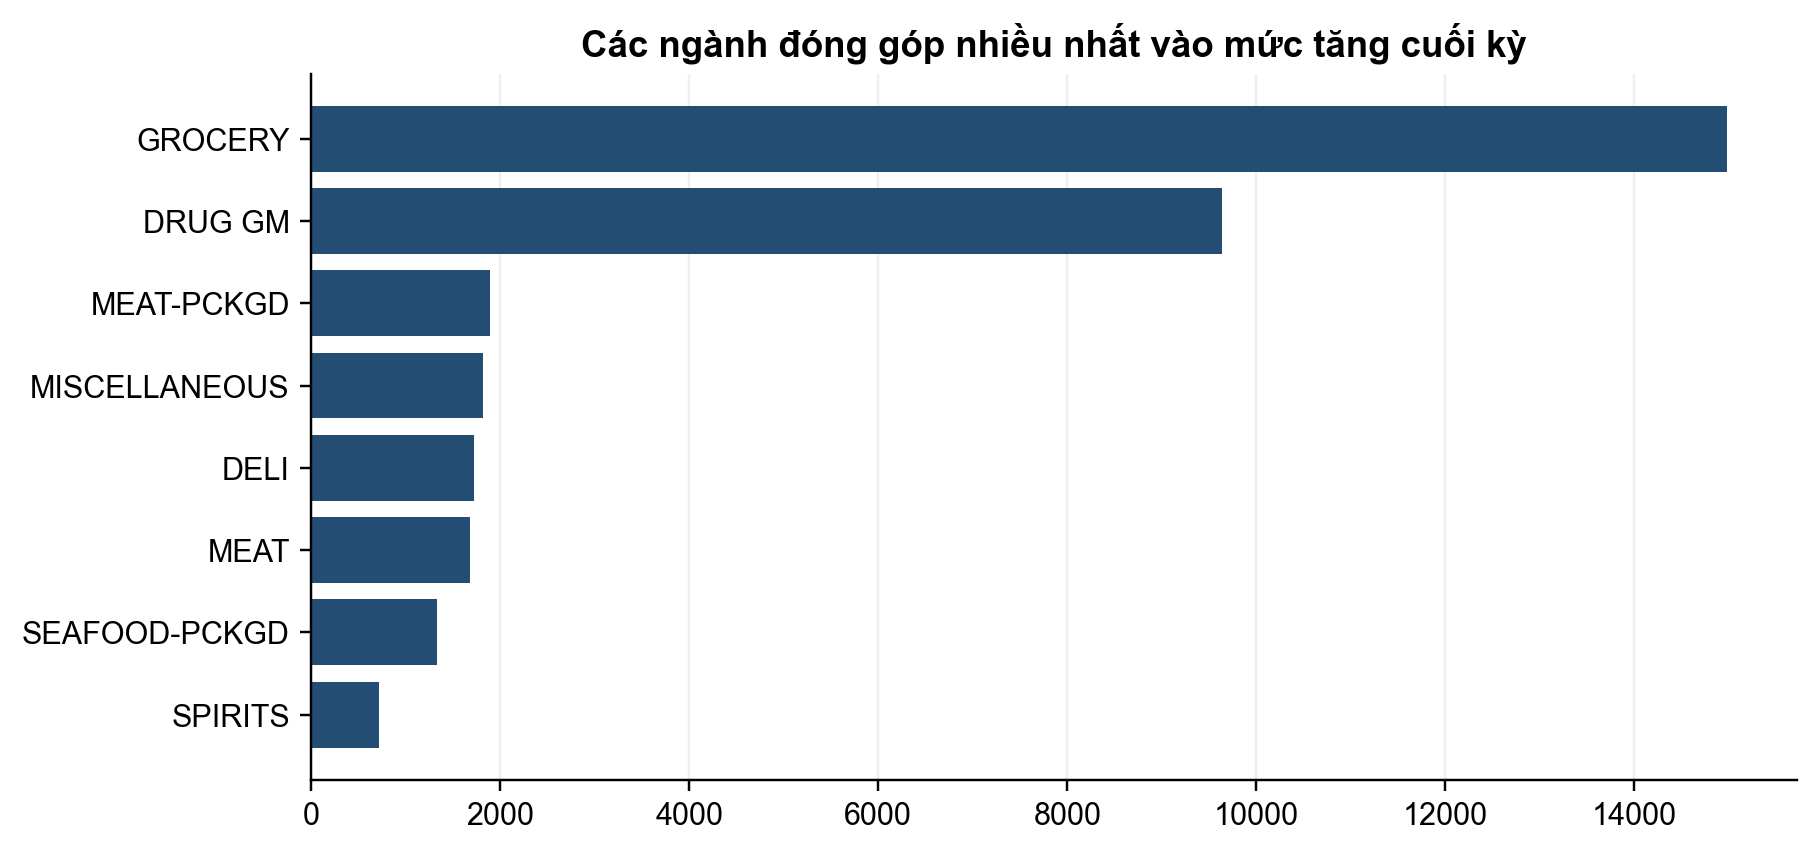 Các ngành đóng góp nhiều nhất vào mức tăng cuối kỳ
GROCERY
DRUG GM
MEAT-PCKGD
MISCELLANEOUS
DELI
MEAT
SEAFOOD-PCKGD
SPIRITS
0 2000 4000 6000 8000 10000 12000 14000